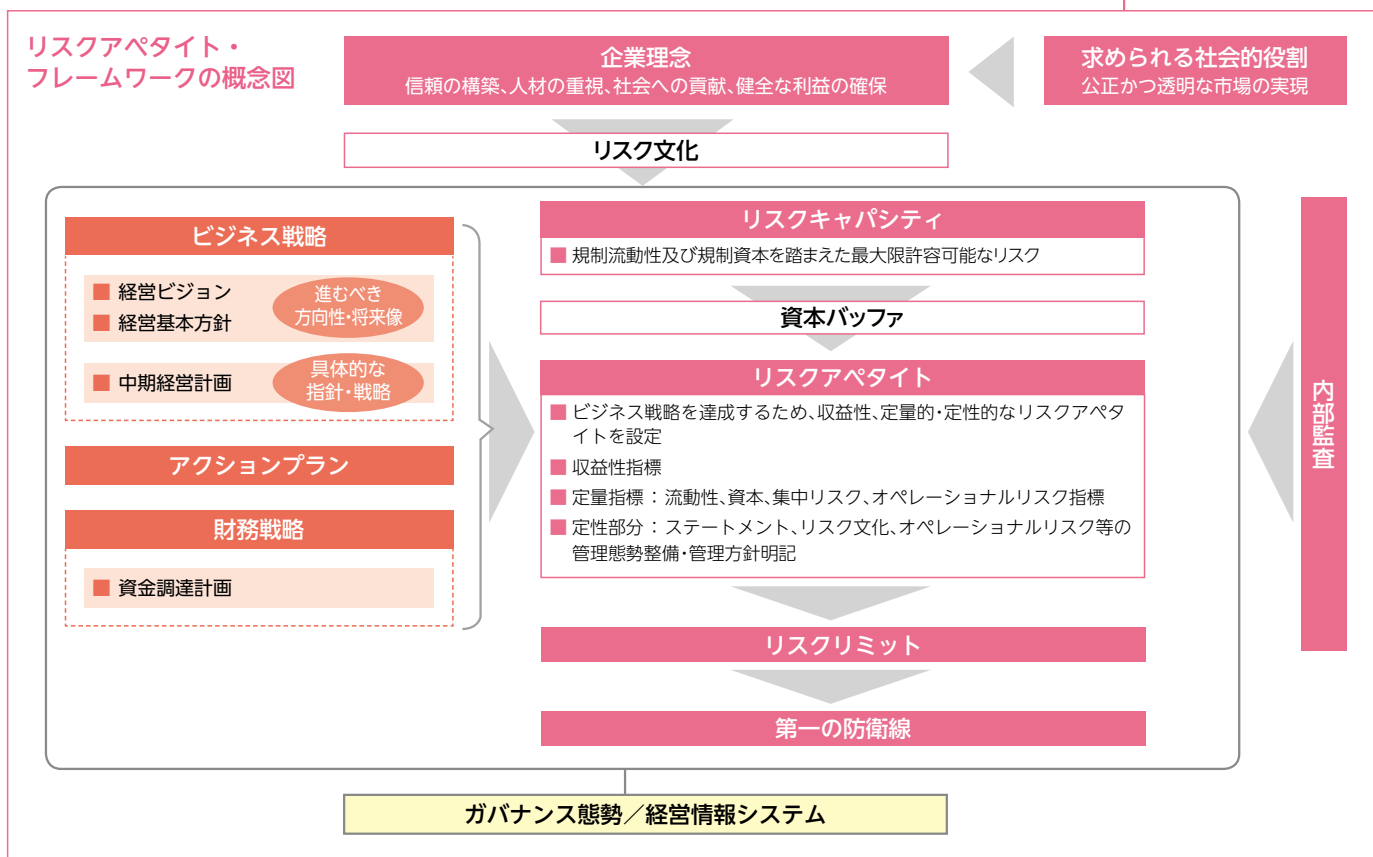 リスクアペタイト・
フレームワークの概念図
企業理念
信頼の構築、人材の重視、社会への貢献、健全な利益の確保
求められる社会的役割
公正かつ透明な市場の実現
リスク文化
ビジネス戦略
経営ビジョン
経営基本方針
進むべき
方向性・将来像
中期経営計画
具体的な
指針・戦略
アクションプラン
財務戦略
資金調達計画
リスクキャパシティ
規制流動性及び規制資本を踏まえた最大限許容可能なリスク
資本バッファ
リスクアペタイト
ビジネス戦略を達成するため、収益性、定量的・定性的なリスクアペタ
イトを設定
収益性指標
定量指標：流動性、資本、集中リスク、オペレーショナルリスク指標
定性部分：ステートメント、リスク文化、オペレーショナルリスク等の
管理態勢整備・管理方針明記
リスクリミット
第一の防衛線
内部監査
ガバナンス態勢／経営情報システム